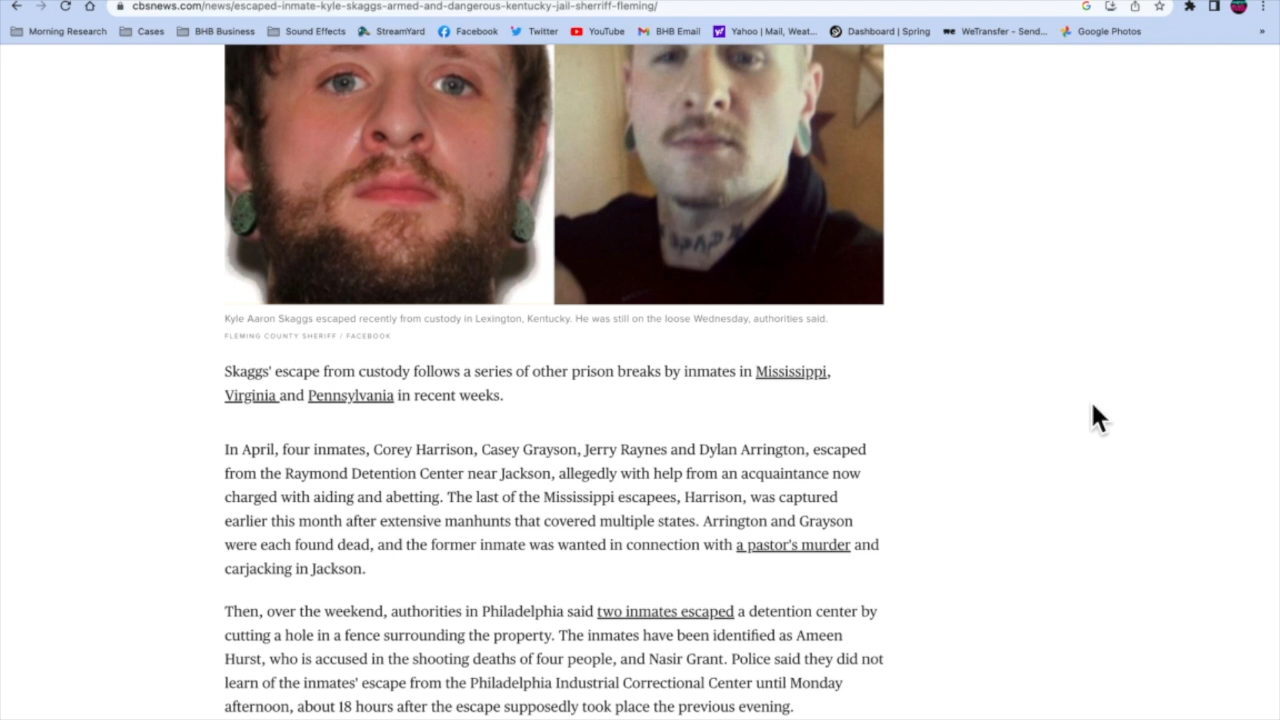 cbsnews.com/news/escaped-inmate-kyle-skaggs-armed-and-dangerous-kentucky-jail-sherriff-fleming/
Morning Research Cases BHB Business Sound Effects StreamYard Facebook Twitter YouTube BHB Email Yahoo | Mail, Weat... Dashboard | Spring WeTransfer - Send... Google Photos »
Kyle Aaron Skaggs escaped recently from custody in Lexington, Kentucky. He was still on the loose Wednesday, authorities said.
FLEMING COUNTY SHERIFF / FACEBOOK
Skaggs' escape from custody follows a series of other prison breaks by inmates in Mississippi,
Virginia and Pennsylvania in recent weeks.
In April, four inmates, Corey Harrison, Casey Grayson, Jerry Raynes and Dylan Arrington, escaped
from the Raymond Detention Center near Jackson, allegedly with help from an acquaintance now
charged with aiding and abetting. The last of the Mississippi escapees, Harrison, was captured
earlier this month after extensive manhunts that covered multiple states. Arrington and Grayson
were each found dead, and the former inmate was wanted in connection with a pastor's murder and
carjacking in Jackson.
Then, over the weekend, authorities in Philadelphia said two inmates escaped a detention center by
cutting a hole in a fence surrounding the property. The inmates have been identified as Ameen
Hurst, who is accused in the shooting deaths of four people, and Nasir Grant. Police said they did not
learn of the inmates' escape from the Philadelphia Industrial Correctional Center until Monday
afternoon, about 18 hours after the escape supposedly took place the previous evening.